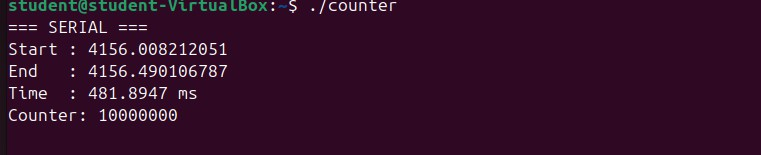 student@student-VirtualBox:~$ ./counter
=== SERIAL ===
Start : 4156.008212051
End   : 4156.490106787
Time  : 481.8947 ms
Counter: 10000000